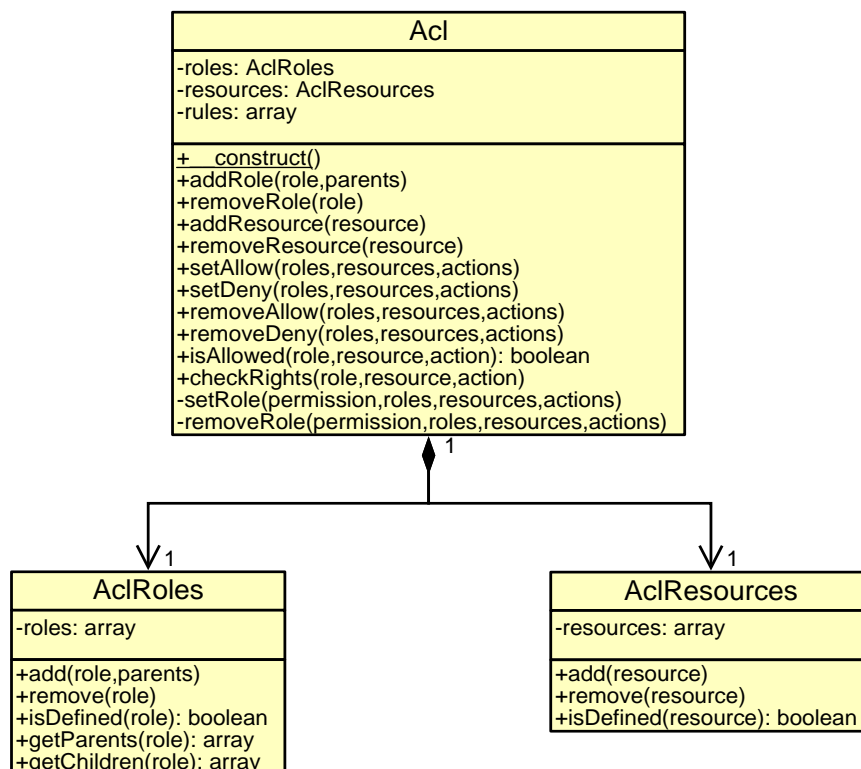 Acl
-roles: AclRoles
-resources: AclResources
-rules: array
+__construct()
+addRole(role,parents)
+removeRole(role)
+addResource(resource)
+removeResource(resource)
+setAllow(roles,resources,actions)
+setDeny(roles,resources,actions)
+removeAllow(roles,resources,actions)
+removeDeny(roles,resources,actions)
+isAllowed(role,resource,action): boolean
+checkRights(role,resource,action)
-setRole(permission,roles,resources,actions)
-removeRole(permission,roles,resources,actions)
1
1
1
AclRoles
-roles: array
+add(role,parents)
+remove(role)
+isDefined(role): boolean
+getParents(role): array
+getChildren(role): array
AclResources
-resources: array
+add(resource)
+remove(resource)
+isDefined(resource): boolean